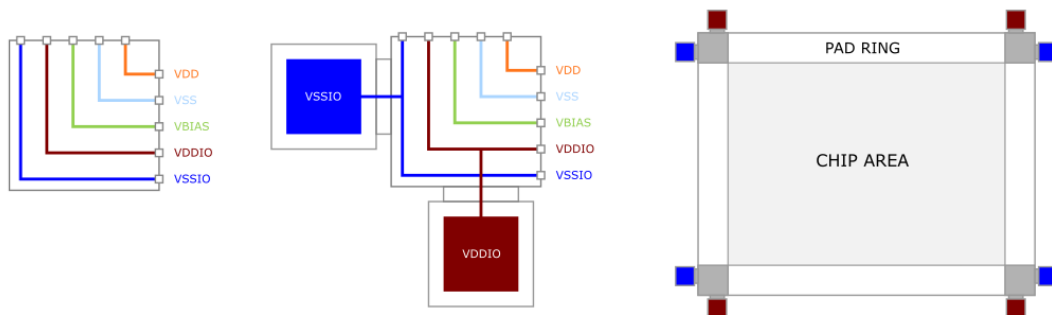 VDD
VSS
VBIAS
VDDIO
VSSIO
VSSIO
VDD
VSS
VBIAS
VDDIO
VSSIO
VDDIO
PAD RING
CHIP AREA